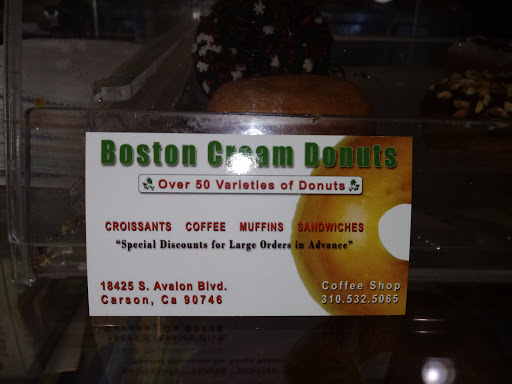 Boston Cream Donuts
Over 50 Varieties of Donuts
CROISSANTS COFFEE MUFFINS SANDWICHES
"Special Discounts for Large Orders in Advance"
18425 S. Avalon Blvd.
Carson, Ca 90746
Coffee Shop
310.532.5065